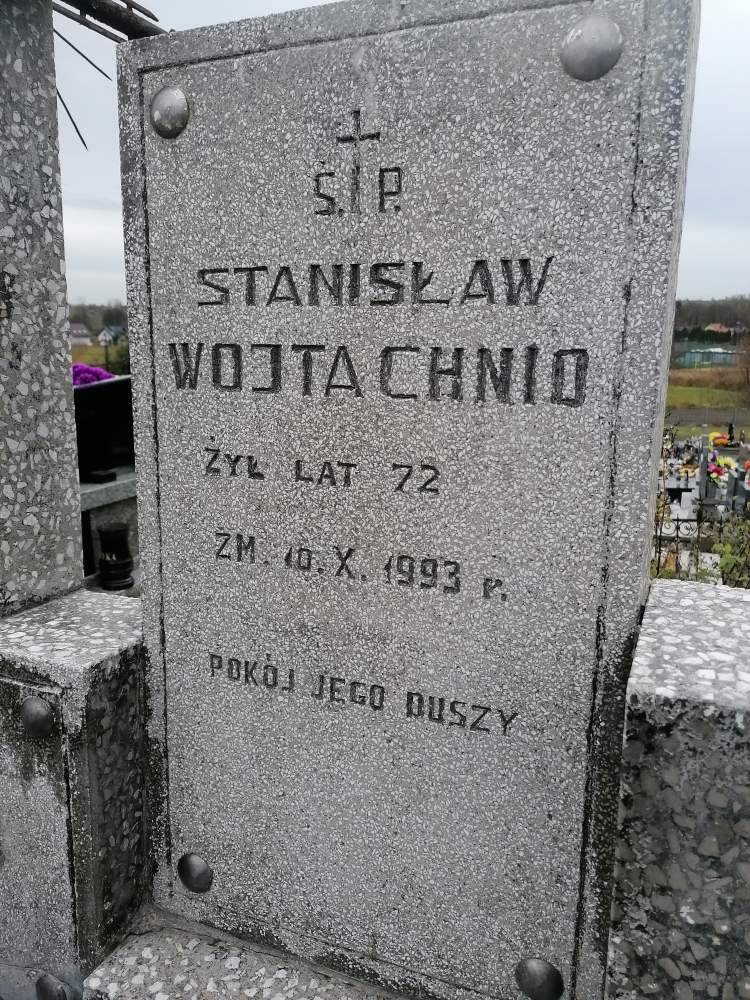 Ś. P.
STANISŁAW
WOJTACHNIO
ŻYŁ LAT 72
ZM. 10. X. 1993 r.
POKÓJ JEGO DUSZY